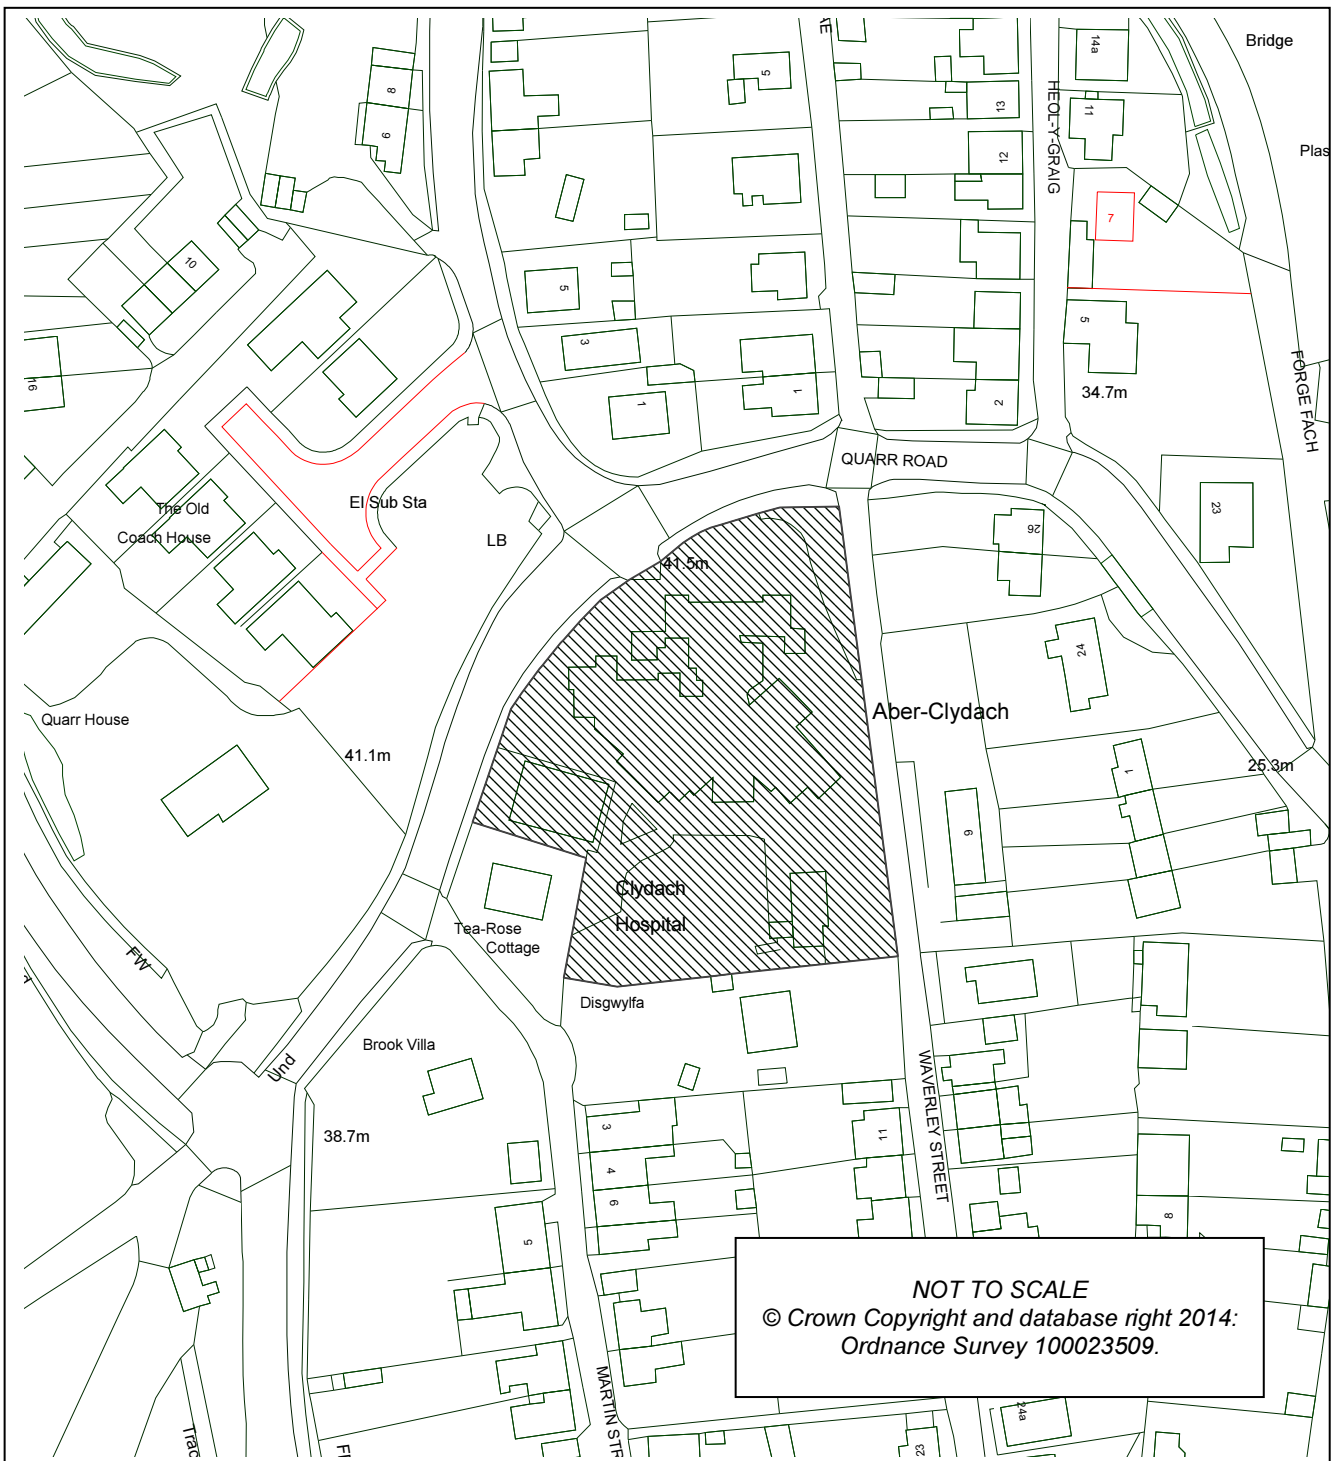 Bridge
14a
8
6
5
13
11
12
HEOL-Y-GRAIG
Plas
7
10
5
5
3
16
1
1
2
34.7m
FORGE FACH
QUARR ROAD
El Sub Sta
The Old
Coach House
LB
26
23
41.5m
24
Quarr House
41.1m
Aber-Clydach
25.3m
1
9
Clydach
Hospital
Tea-Rose
Cottage
FW
Disgwylfa
Brook Villa
Und
WAVERLEY STREET
38.7m
3
4
6
11
5
8
NOT TO SCALE
© Crown Copyright and database right 2014:
Ordnance Survey 100023509.
MARTIN STR
Trac
24a
23